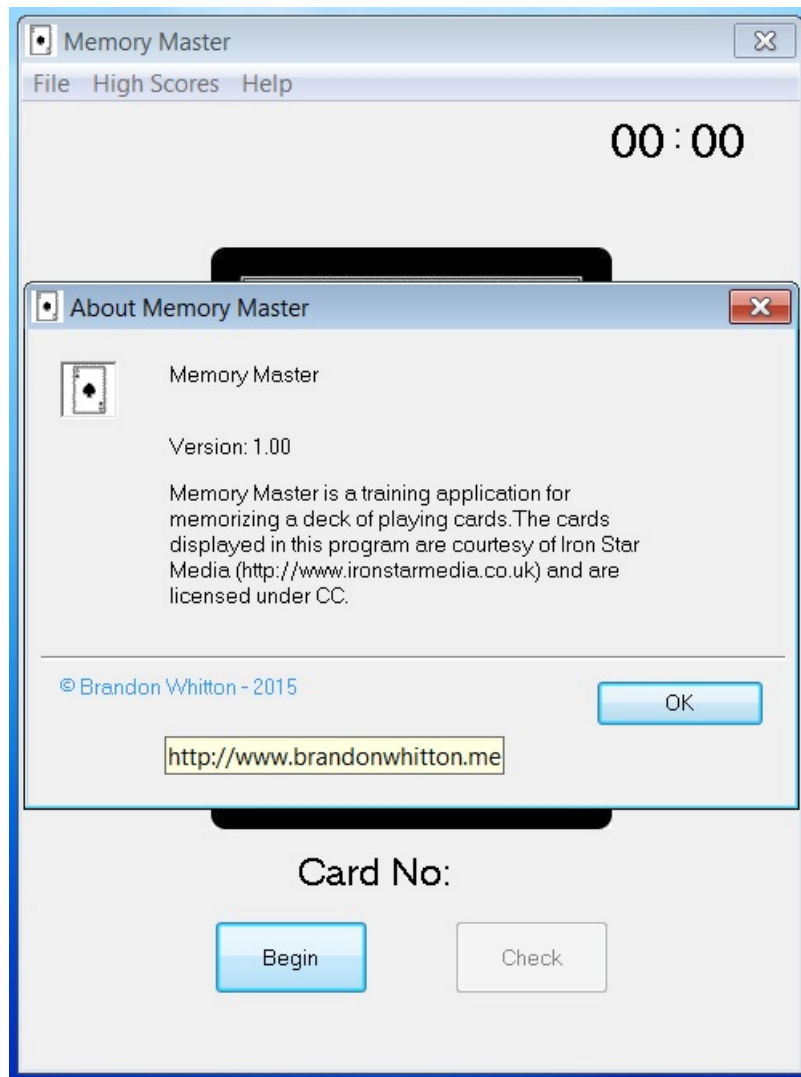 Memory Master
File High Scores Help
00:00
About Memory Master
Memory Master
Version: 1.00
Memory Master is a training application for
memorizing a deck of playing cards.The cards
displayed in this program are courtesy of Iron Star
Media (http://www.ironstarmedia.co.uk) and are
licensed under CC.
© Brandon Whitton - 2015
OK
http://www.brandonwhitton.me
Card No:
Begin Check